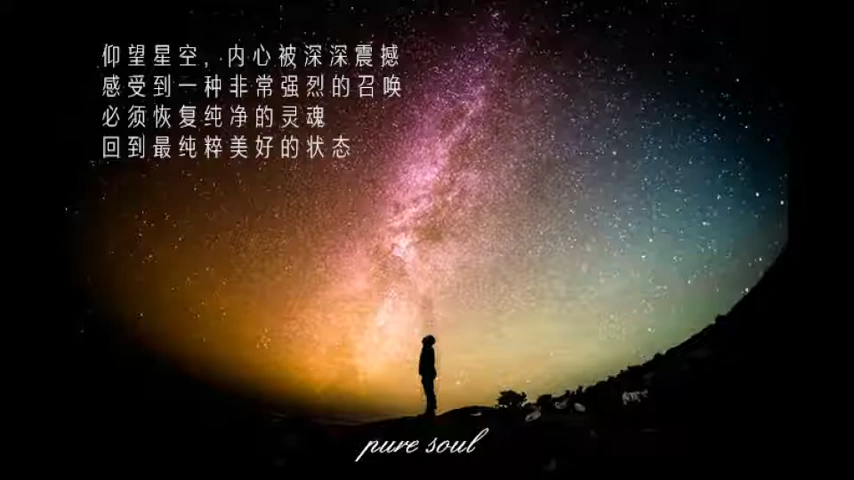 仰望星空，内心被深深震撼
感受到一种非常强烈的召唤
必须恢复纯净的灵魂
回到最纯粹美好的状态
pure soul